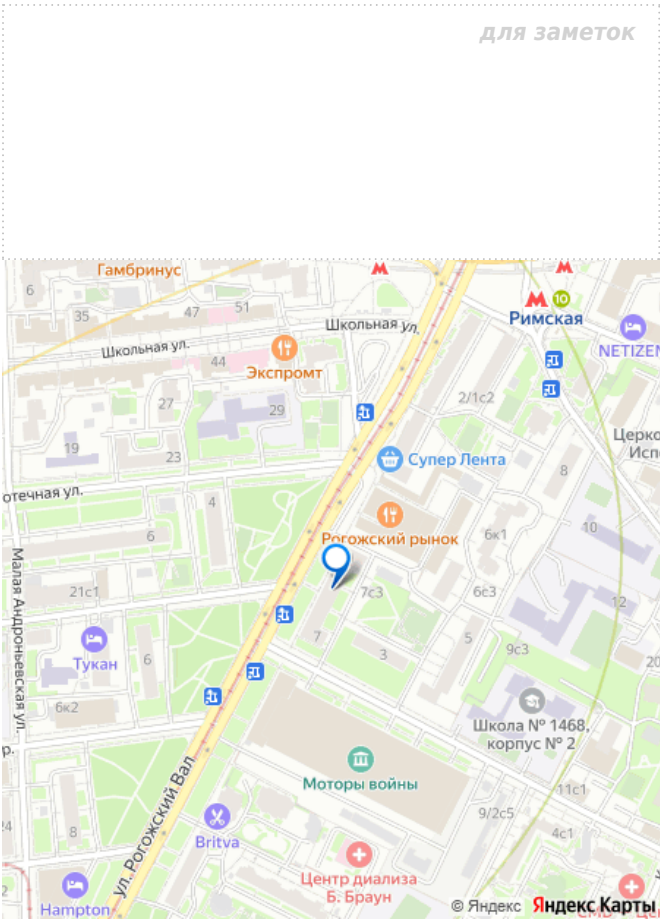 для заметок
Гамбринус
М
М
6
35
47
51
М
10
Римская
Школьная ул.
Школьная ул.
44
Экспромт
NETIZEN
2/1с2
27
29
Церко
Исп
19
23
Супер Лента
8
отечная ул.
4
Рогожский рынок
6к1
10
6
7с3
6с3
12
21с1
Малая Андроньевская ул.
Тукан
6
7
3
5
9с3
20
6к2
Школа № 1468,
корпус № 2
р.
Моторы войны
11с1
ул. Рогожский Вал
24
8
Britva
9/2с5
4с1
Центр диализа
Б. Браун
Hampton
© Яндекс Яндекс Карты